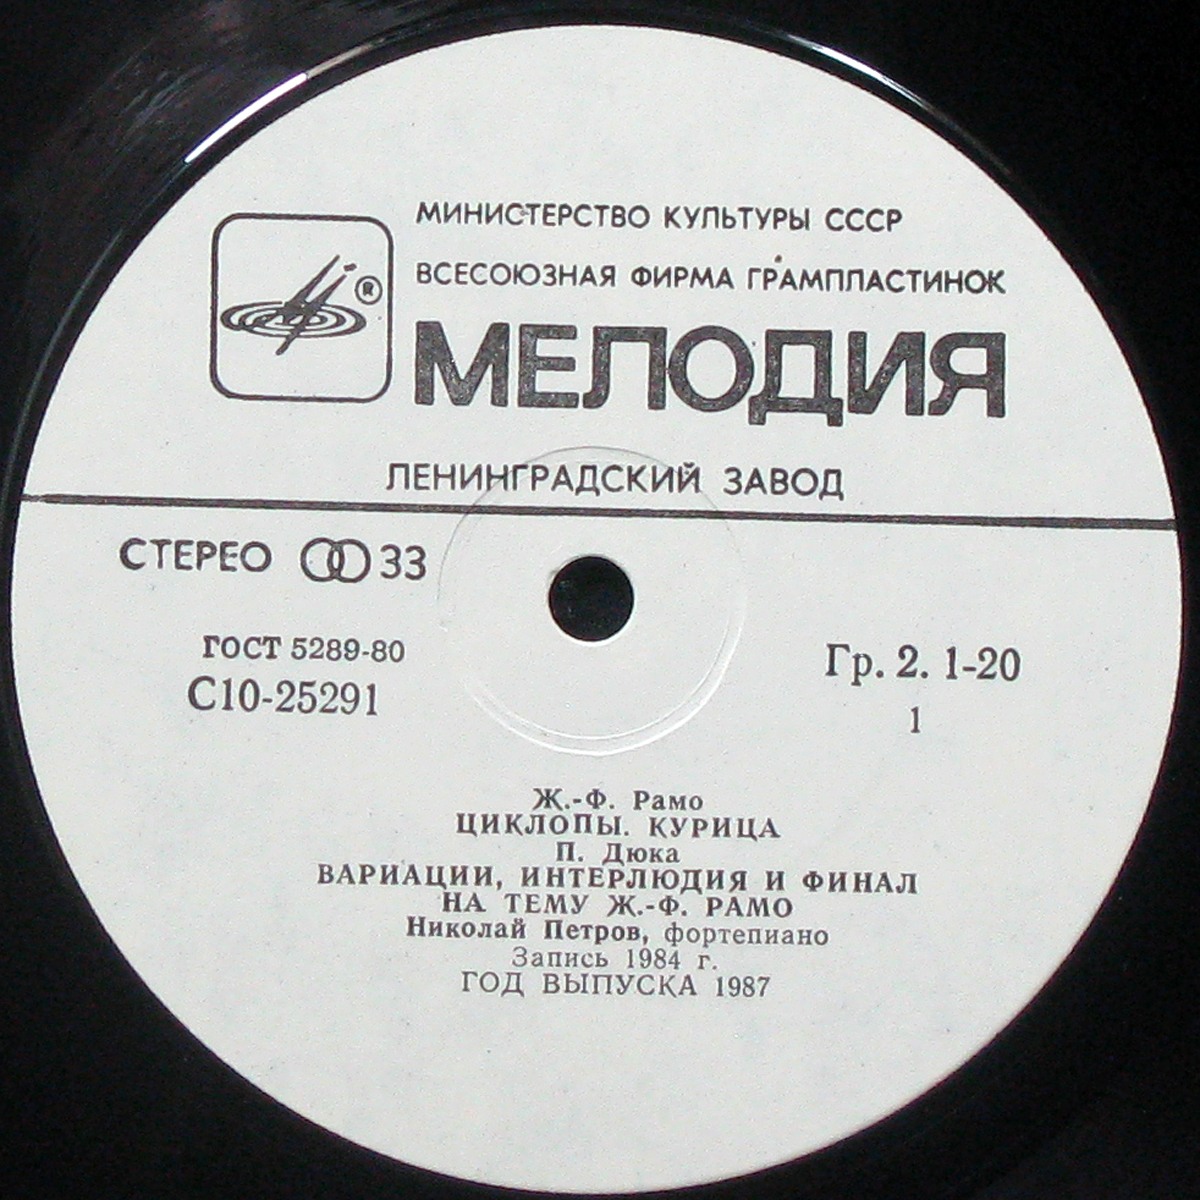 МИНИСТЕРСТВО КУЛЬТУРЫ СССР
ВСЕСОЮЗНАЯ ФИРМА ГРАМПЛАСТИНОК
®
МЕЛОДИЯ
ЛЕНИНГРАДСКИЙ ЗАВОД
СТЕРЕО 33
ГОСТ 5289-80
С10-25291
Гр. 2. 1-20
1
Ж.-Ф. Рамо
ЦИКЛОПЫ. КУРИЦА
П. Дюка
ВАРИАЦИИ, ИНТЕРЛЮДИЯ И ФИНАЛ
НА ТЕМУ Ж.-Ф. РАМО
Николай Петров, фортепиано
Запись 1984 г.
ГОД ВЫПУСКА 1987